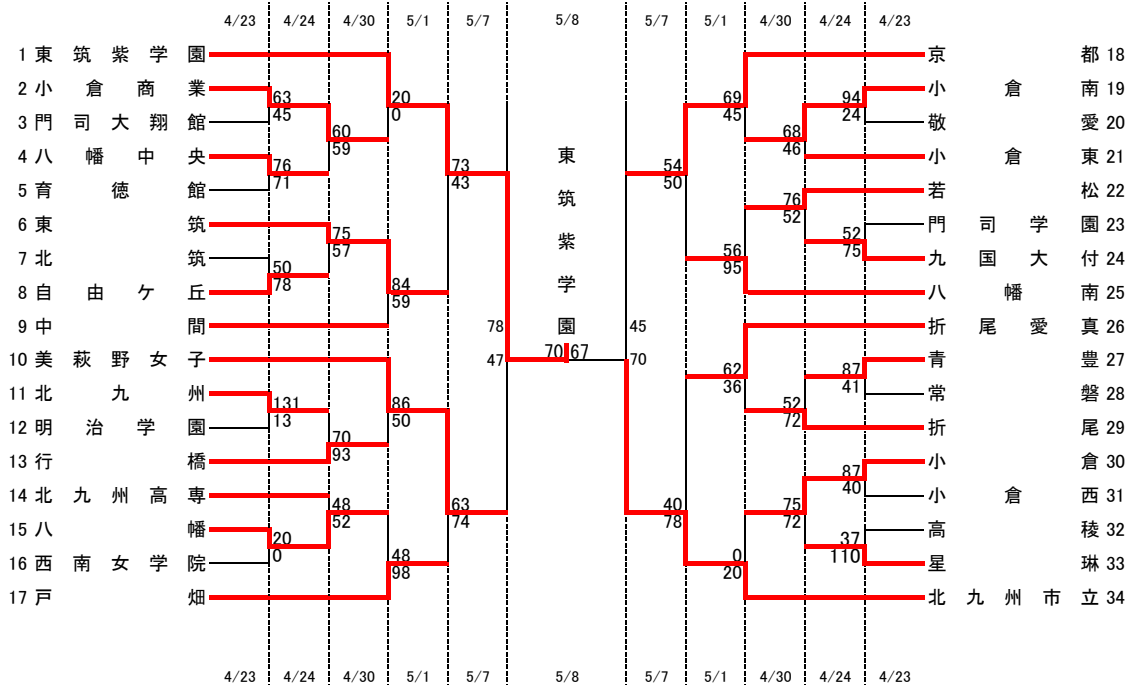 4/23 4/24 4/30 5/1 5/7 5/8 5/7 5/1 4/30 4/24 4/23
1 東筑紫学園 京都 18
2 小倉商業 小倉南 19
63 20 69 94
45 0 45 24
3 門司大翔館 敬愛 20
60 68
59 46
4 八幡中央 小倉東 21
76 73 54
71 43 50
5 育徳館 若松 22
76
52
6 東筑 門司学園 23
75 52
57 75
7 北筑 九国大付 24
50 56
78 95
8 自由ケ丘 八幡南 25
84
59
東筑紫学園
9 中間 78 45 折尾愛真 26
70 67
10 美萩野女子 47 70 青豊 27
62 87
36 41
11 北九州 常磐 28
131 86 52
13 50 72
12 明治学園 折尾 29
70
93
13 行橋 小倉 30
87
40
14 北九州高専 小倉西 31
48 63 40 75
52 74 78 72
15 八幡 高稜 32
20 37
0 110
16 西南女学院 星琳 33
48 0
98 20
17 戸畑 北九州市立 34
4/23 4/24 4/30 5/1 5/7 5/8 5/7 5/1 4/30 4/24 4/23